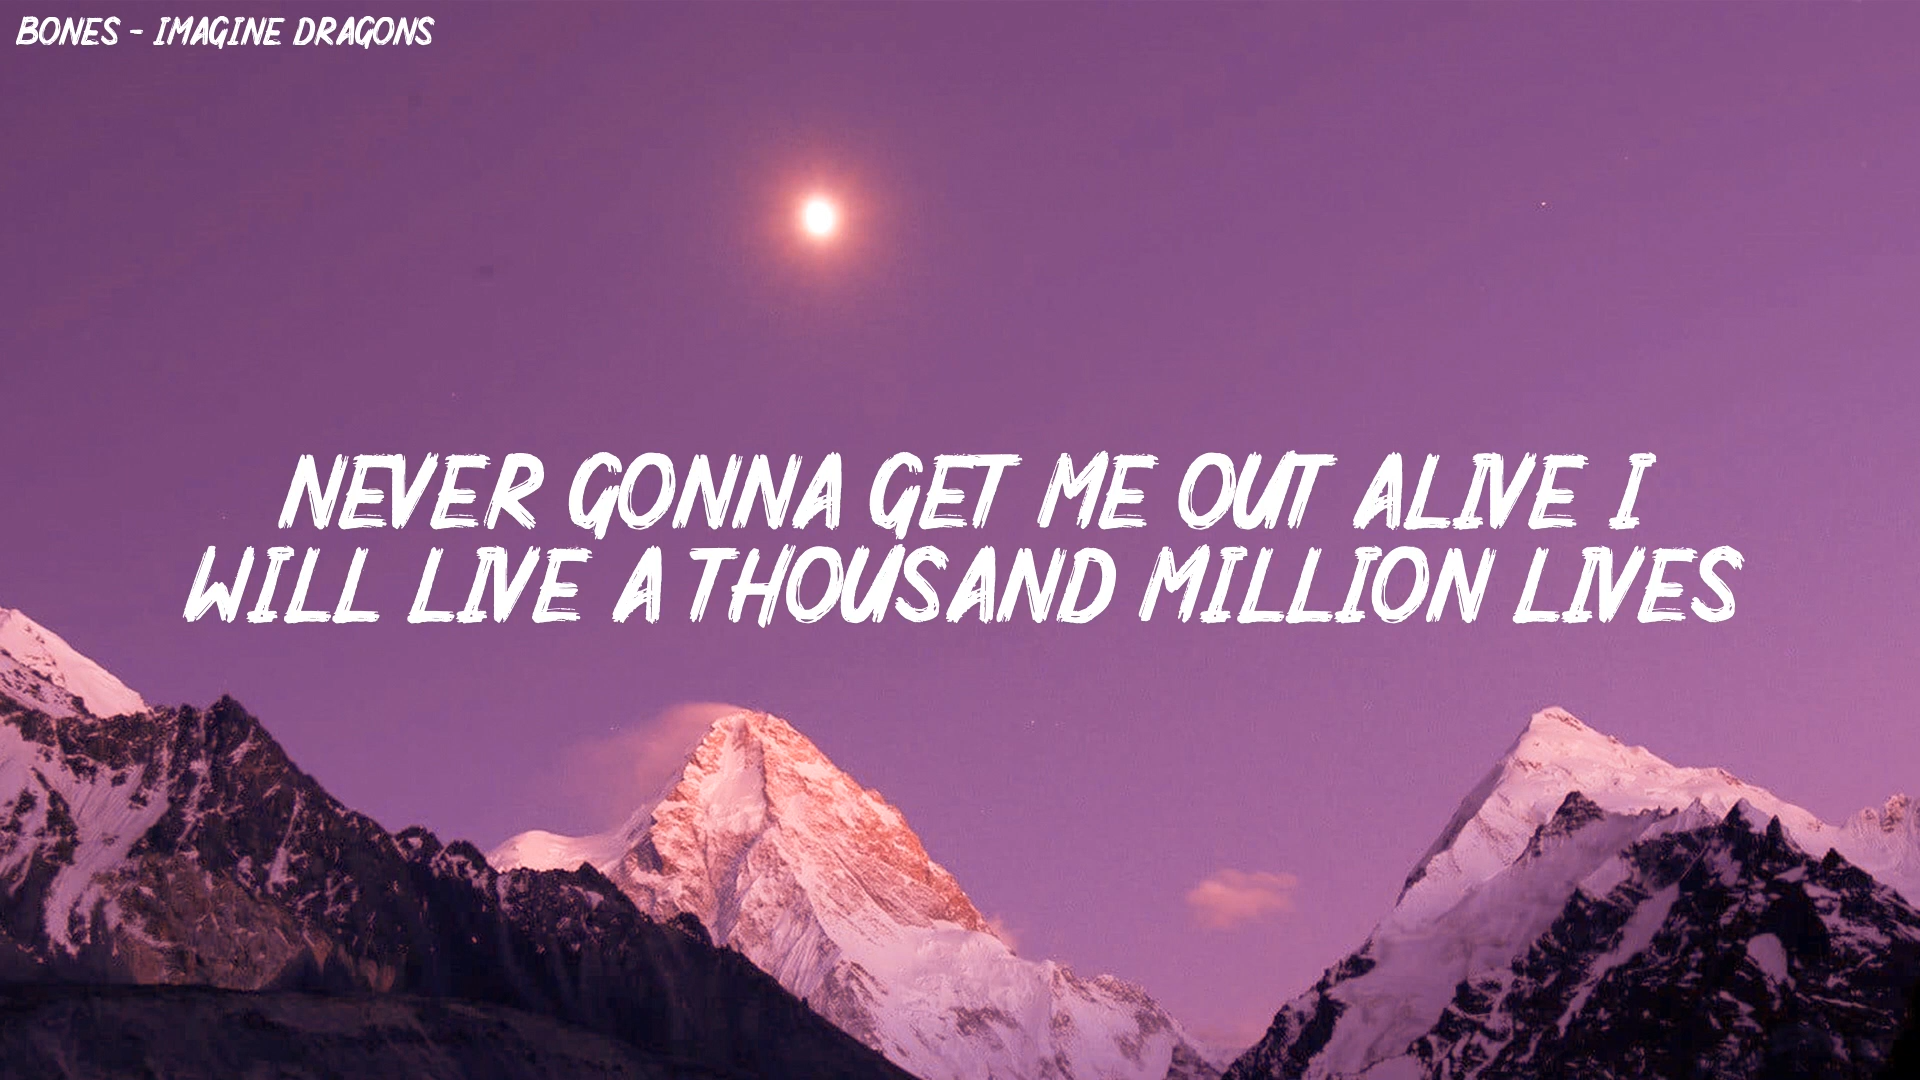 BONES - IMAGINE DRAGONS
NEVER GONNA GET ME OUT ALIVE I
WILL LIVE A THOUSAND MILLION LIVES